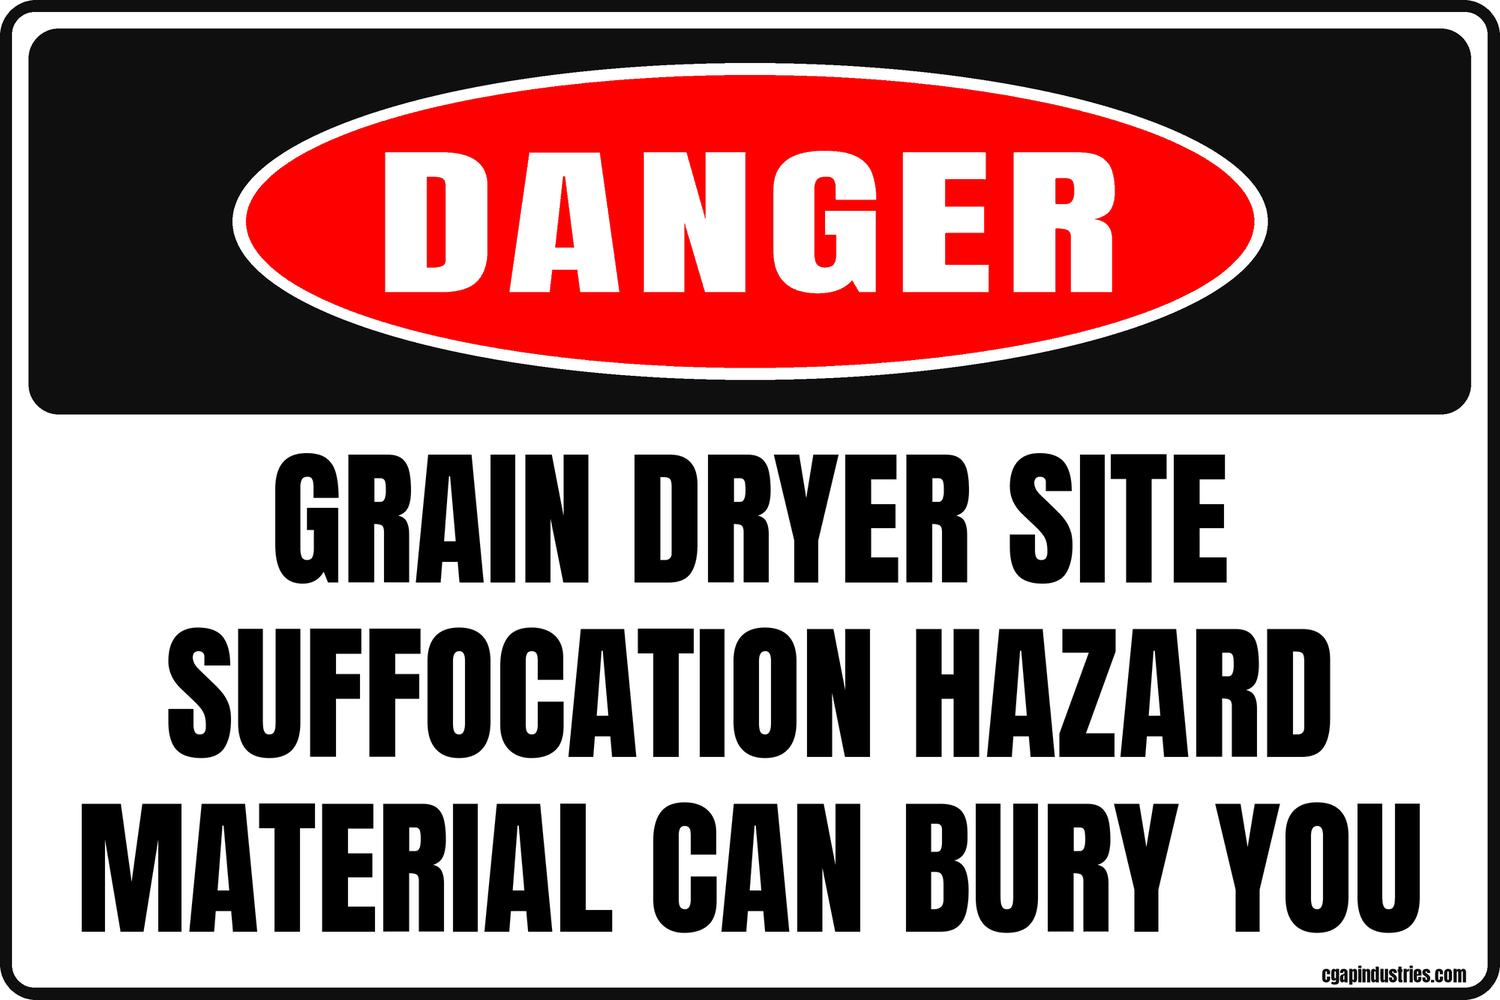 DANGER
GRAIN DRYER SITE
SUFFOCATION HAZARD
MATERIAL CAN BURY YOU
cgapindustries.com